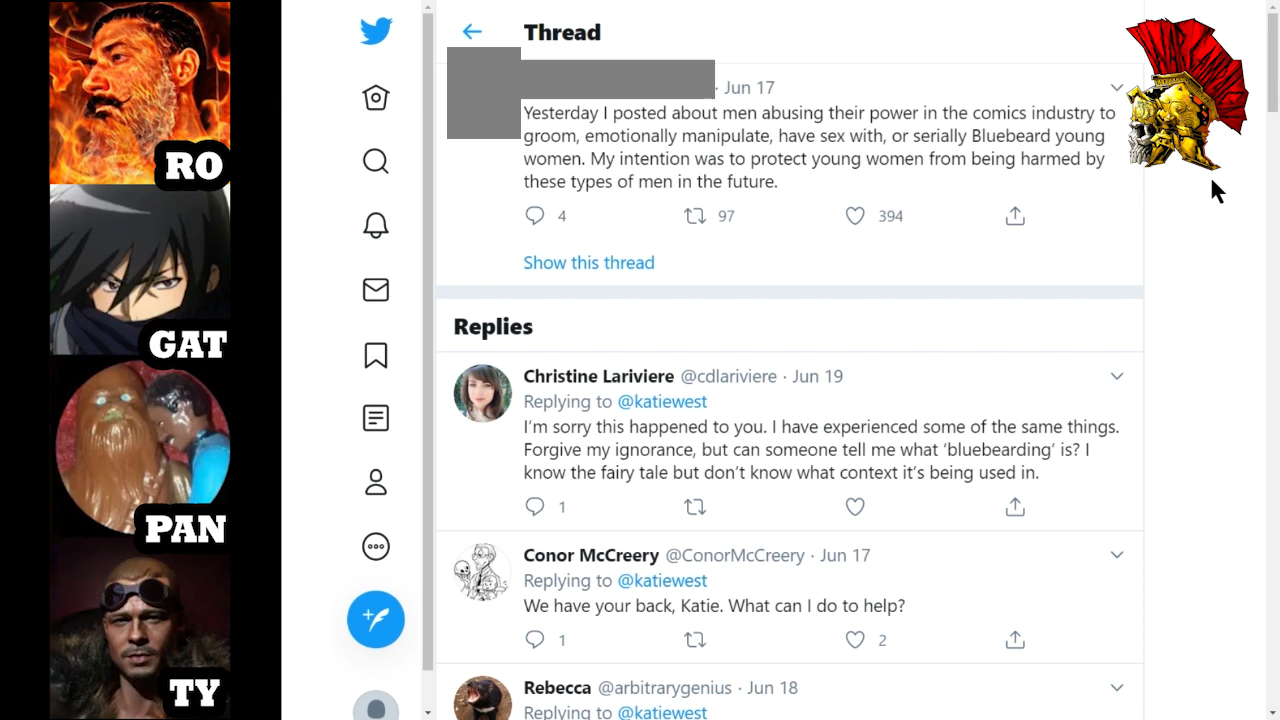 RO
GAT
PAN
TY
Thread
· Jun 17
Yesterday I posted about men abusing their power in the comics industry to
groom, emotionally manipulate, have sex with, or serially Bluebeard young
women. My intention was to protect young women from being harmed by
these types of men in the future.
4 97 394
Show this thread
Replies
Christine Lariviere @cdlariviere · Jun 19
Replying to @katiewest
I'm sorry this happened to you. I have experienced some of the same things.
Forgive my ignorance, but can someone tell me what 'bluebearding' is? I
know the fairy tale but don't know what context it's being used in.
1
Conor McCreery @ConorMcCreery · Jun 17
Replying to @katiewest
We have your back, Katie. What can I do to help?
1 2
Rebecca @arbitrarygenius · Jun 18
Replying to @katiewest